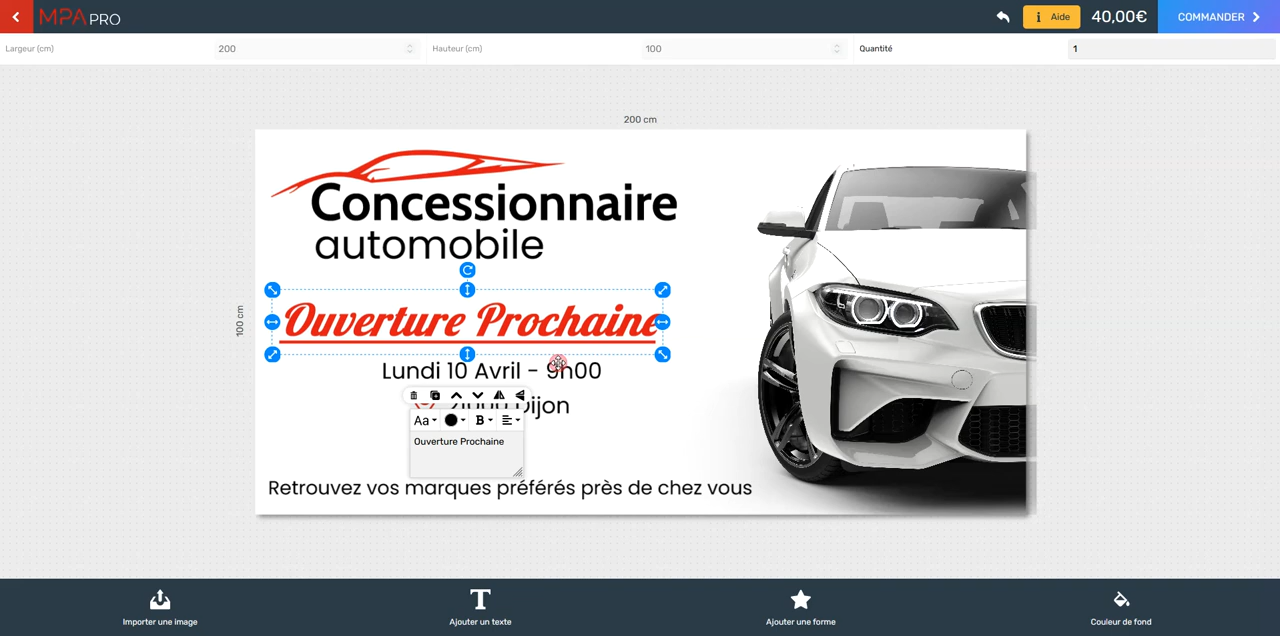 MPA PRO
Aide
40,00€
COMMANDER
Largeur (cm)
200
Hauteur (cm)
100
Quantité
1
200 cm
100 cm
Concessionnaire
automobile
Ouverture Prochaine
Lundi 10 Avril - 9h00
21000 Dijon
Aa
B
Ouverture Prochaine
Retrouvez vos marques préférés près de chez vous
Importer une image
Ajouter un texte
Ajouter une forme
Couleur de fond